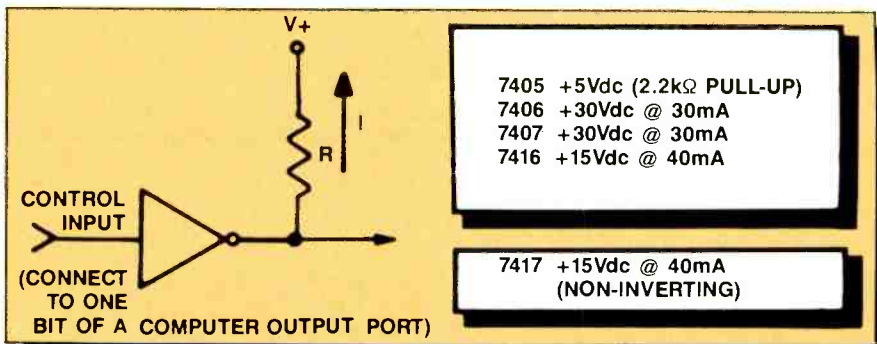 V+
I
R
CONTROL
INPUT
(CONNECT
TO ONE
BIT OF A COMPUTER OUTPUT PORT)
7405 +5Vdc (2.2kΩ PULL-UP)
7406 +30Vdc @ 30mA
7407 +30Vdc @ 30mA
7416 +15Vdc @ 40mA
7417 +15Vdc @ 40mA
(NON-INVERTING)